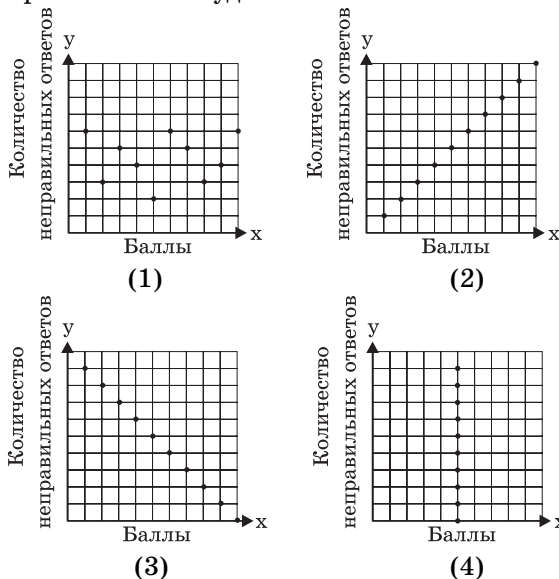 y
Количество
неправильных ответов
x
Баллы
(1)
y
Количество
неправильных ответов
x
Баллы
(2)
y
Количество
неправильных ответов
x
Баллы
(3)
y
Количество
неправильных ответов
x
Баллы
(4)